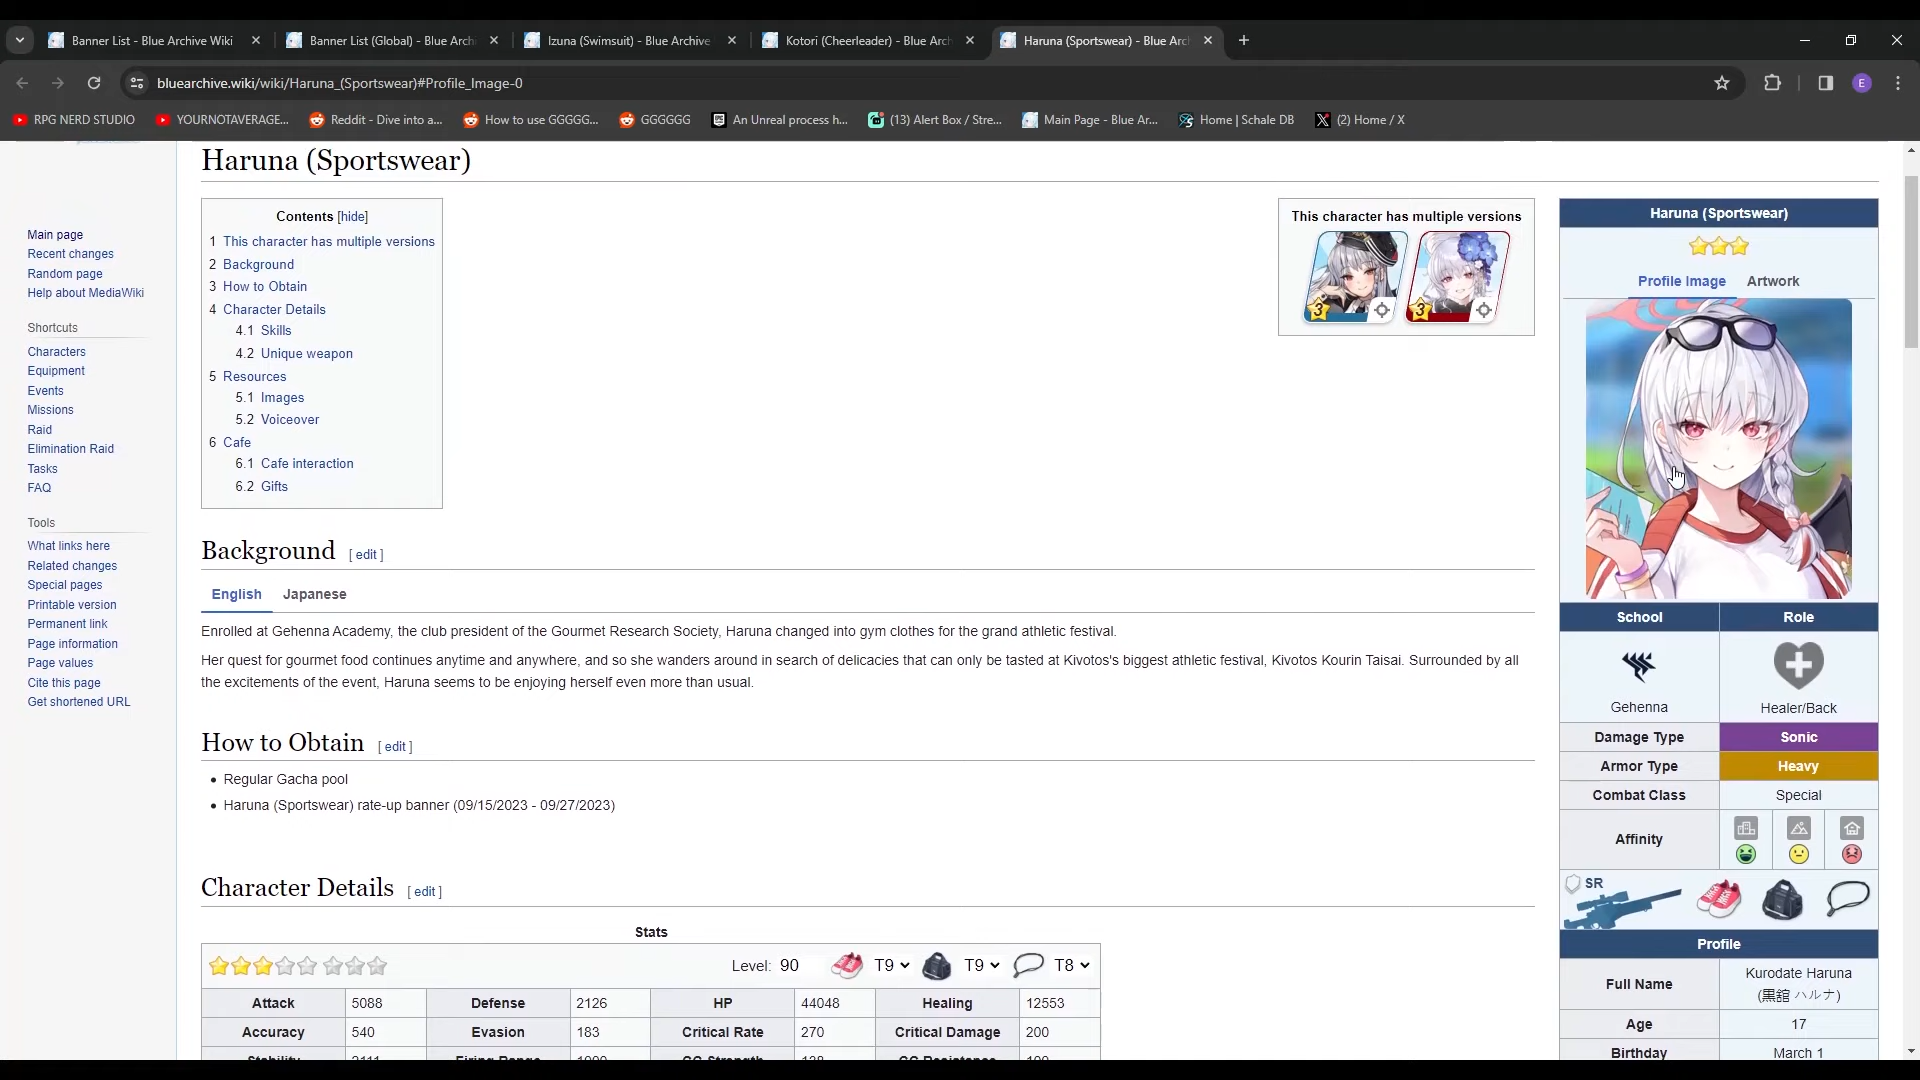 Banner List - Blue Archive Wiki
Banner List (Global) - Blue Archi
Izuna (Swimsuit) - Blue Archive
Kotori (Cheerleader) - Blue Arch
Haruna (Sportswear) - Blue Arc
bluearchive.wiki/wiki/Haruna_(Sportswear)#Profile_Image-0
E
RPG NERD STUDIO
YOURNOTAVERAGE...
Reddit - Dive into a...
How to use GGGGG...
GGGGGG
An Unreal process h...
(13) Alert Box / Stre...
Main Page - Blue Ar...
Home | Schale DB
(2) Home / X
Main page
Recent changes
Random page
Help about MediaWiki
Shortcuts
Characters
Equipment
Events
Missions
Raid
Elimination Raid
Tasks
FAQ
Tools
What links here
Related changes
Special pages
Printable version
Permanent link
Page information
Page values
Cite this page
Get shortened URL
Haruna (Sportswear)
Contents [hide]
1 This character has multiple versions
2 Background
3 How to Obtain
4 Character Details
4.1 Skills
4.2 Unique weapon
5 Resources
5.1 Images
5.2 Voiceover
6 Cafe
6.1 Cafe interaction
6.2 Gifts
This character has multiple versions
3
3
Background [ edit ]
English Japanese
Enrolled at Gehenna Academy, the club president of the Gourmet Research Society, Haruna changed into gym clothes for the grand athletic festival.
Her quest for gourmet food continues anytime and anywhere, and so she wanders around in search of delicacies that can only be tasted at Kivotos's biggest athletic festival, Kivotos Kourin Taisai. Surrounded by all
the excitements of the event, Haruna seems to be enjoying herself even more than usual.
How to Obtain [ edit ]
Regular Gacha pool
Haruna (Sportswear) rate-up banner (09/15/2023 - 09/27/2023)
Character Details [ edit ]
Stats
Level: 90 T9 T9 T8
Attack 5088 Defense 2126 HP 44048 Healing 12553
Accuracy 540 Evasion 183 Critical Rate 270 Critical Damage 200
Haruna (Sportswear)
Profile Image Artwork
School Role
Gehenna Healer/Back
Damage Type Sonic
Armor Type Heavy
Combat Class Special
Affinity
SR
Profile
Full Name Kurodate Haruna
(黒舘 ハルナ)
Age 17
Birthday March 1